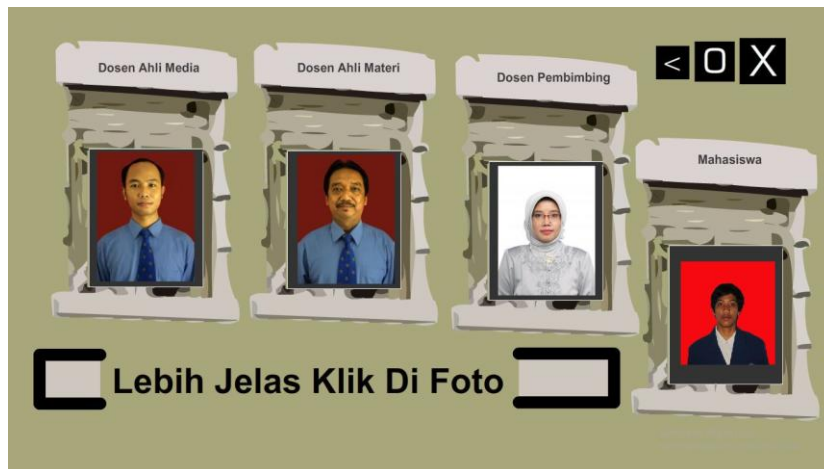 Dosen Ahli Media
Dosen Ahli Materi
Dosen Pembimbing
< O X
Mahasiswa
Lebih Jelas Klik Di Foto